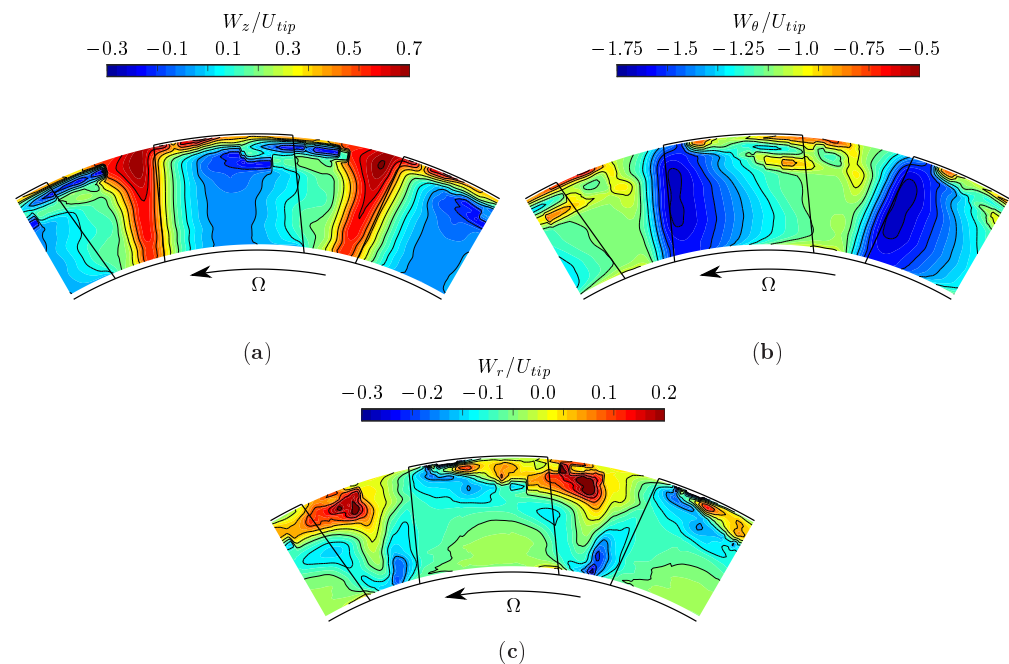 W_z/U_tip
−0.3 −0.1 0.1 0.3 0.5 0.7
Ω
(a)
W_θ/U_tip
−1.75 −1.5 −1.25 −1.0 −0.75 −0.5
Ω
(b)
W_r/U_tip
−0.3 −0.2 −0.1 0.0 0.1 0.2
Ω
(c)